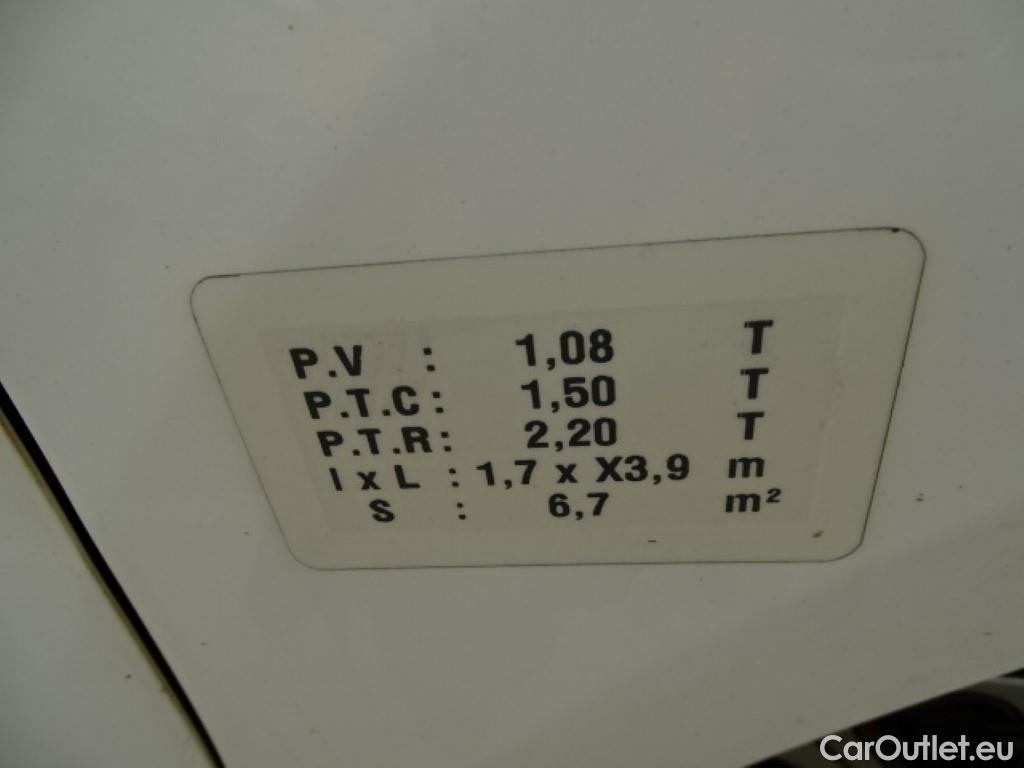 P.V : 1,08 T
P.T.C : 1,50 T
P.T.R : 2,20 T
l x L : 1,7 x X3,9 m
S : 6,7 m²
CarOutlet.eu